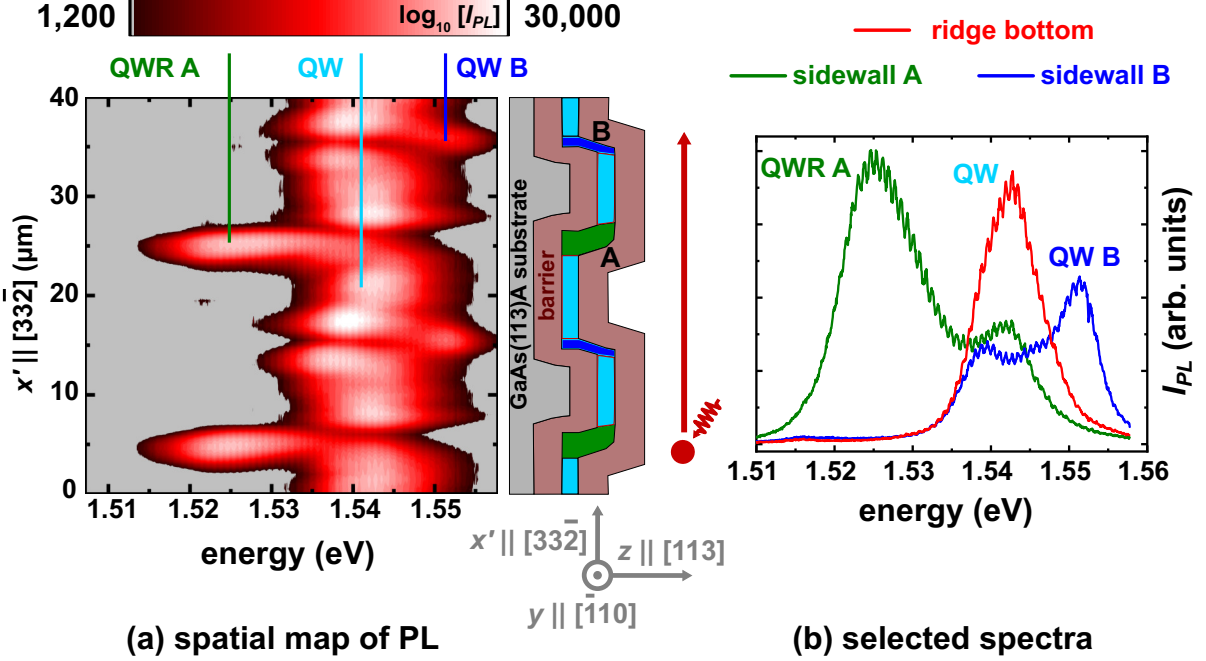 1,200 log₁₀ [I_PL] 30,000
QWR A QW QW B
40
30
20
10
0
x' || [332̅] (µm)
1.51 1.52 1.53 1.54 1.55
energy (eV)
GaAs(113)A substrate
barrier
B
A
x' || [332̅]
z || [113]
y || [1̅10]
(a) spatial map of PL
ridge bottom
sidewall A sidewall B
QWR A QW
QW B
I_PL (arb. units)
1.51 1.52 1.53 1.54 1.55 1.56
energy (eV)
(b) selected spectra